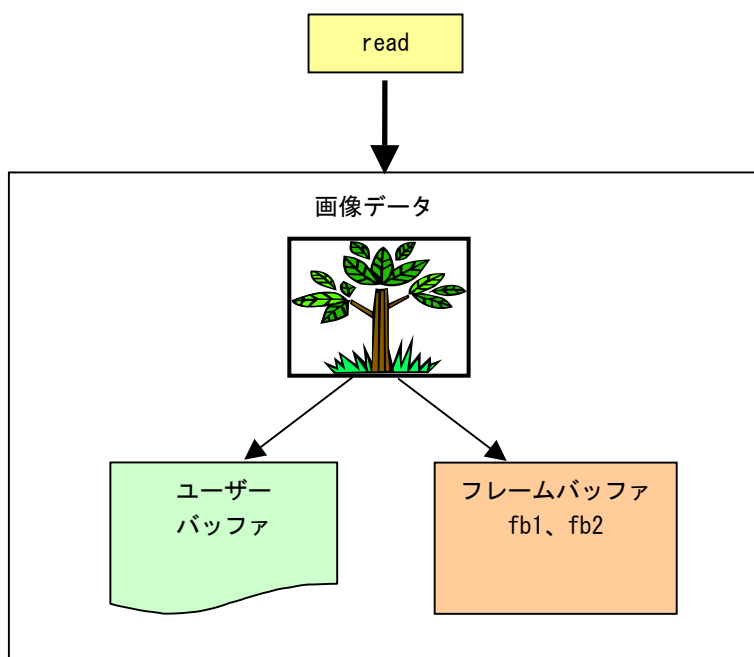 read
画像データ
ユーザー
バッファ
フレームバッファ
fb1、fb2